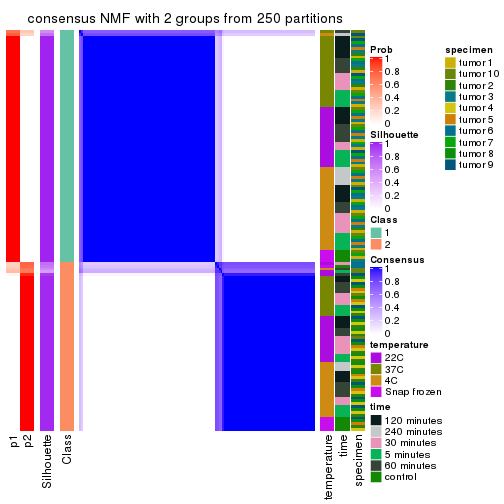 consensus NMF with 2 groups from 250 partitions
p1
p2
Silhouette
Class
temperature
time
specimen
Prob
1
0.8
0.6
0.4
0.2
0
Silhouette
1
0.8
0.6
0.4
0.2
0
Class
1
2
Consensus
1
0.8
0.6
0.4
0.2
0
temperature
22C
37C
4C
Snap frozen
time
120 minutes
240 minutes
30 minutes
5 minutes
60 minutes
control
specimen
tumor 1
tumor 10
tumor 2
tumor 3
tumor 4
tumor 5
tumor 6
tumor 7
tumor 8
tumor 9